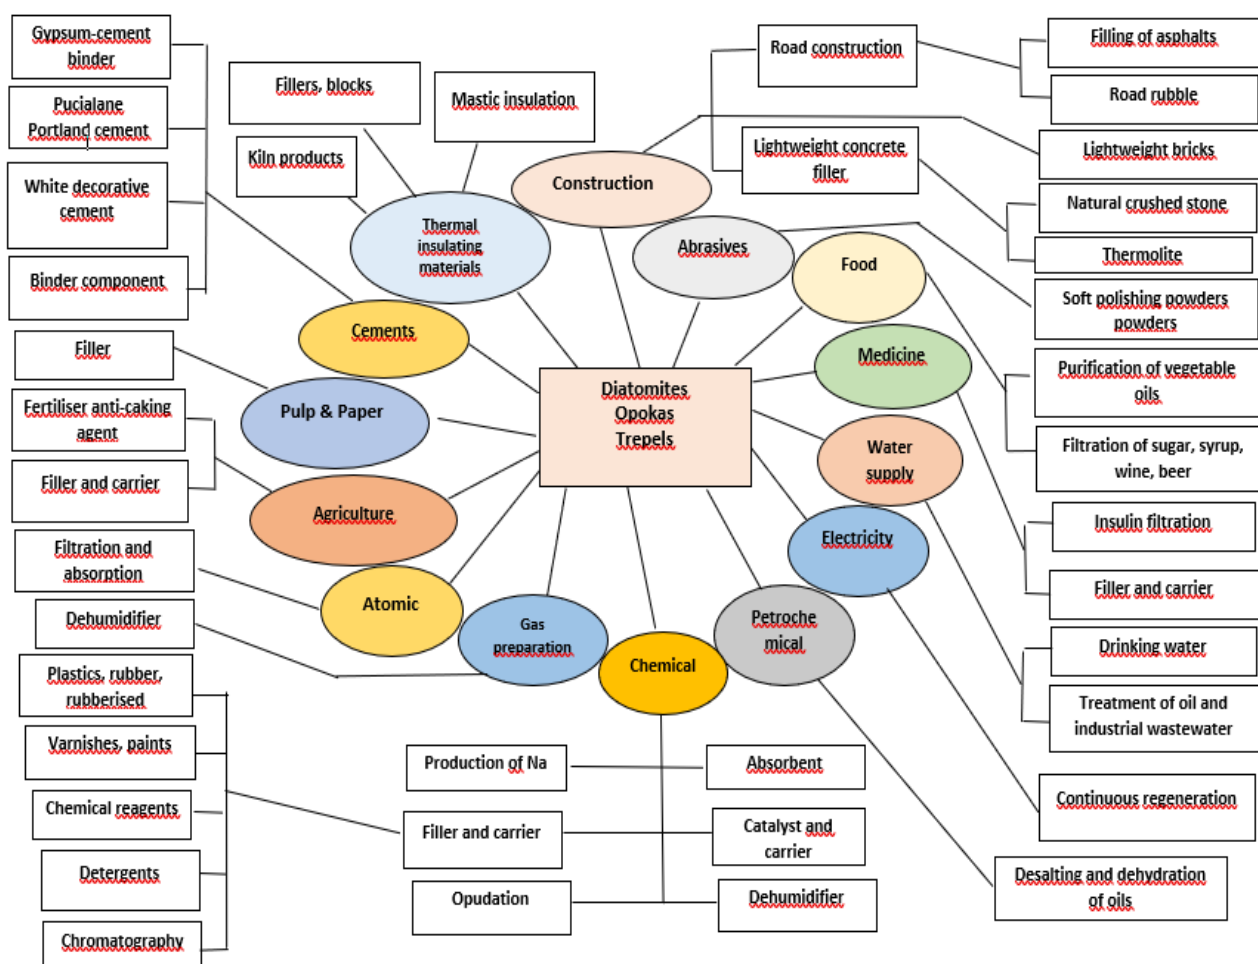 Gypsum-cement
binder
Pucialane
Portland cement
White decorative
cement
Binder component
Filler
Fertiliser anti-caking
agent
Filler and carrier
Filtration and
absorption
Dehumidifier
Plastics, rubber,
rubberised
Varnishes, paints
Chemical reagents
Detergents
Chromatography
Fillers, blocks
Mastic insulation
Kiln products
Thermal
insulating
materials
Construction
Abrasives
Food
Cements
Medicine
Pulp & Paper
Diatomites
Opokas
Trepels
Water
supply
Agriculture
Electricity
Atomic
Gas
preparation
Chemical
Petroche
mical
Production of Na
Absorbent
Filler and carrier
Catalyst and
carrier
Opudation
Dehumidifier
Road construction
Lightweight concrete
filler
Filling of asphalts
Road rubble
Lightweight bricks
Natural crushed stone
Thermolite
Soft polishing powders
powders
Purification of vegetable
oils
Filtration of sugar, syrup,
wine, beer
Insulin filtration
Filler and carrier
Drinking water
Treatment of oil and
industrial wastewater
Continuous regeneration
Desalting and dehydration
of oils